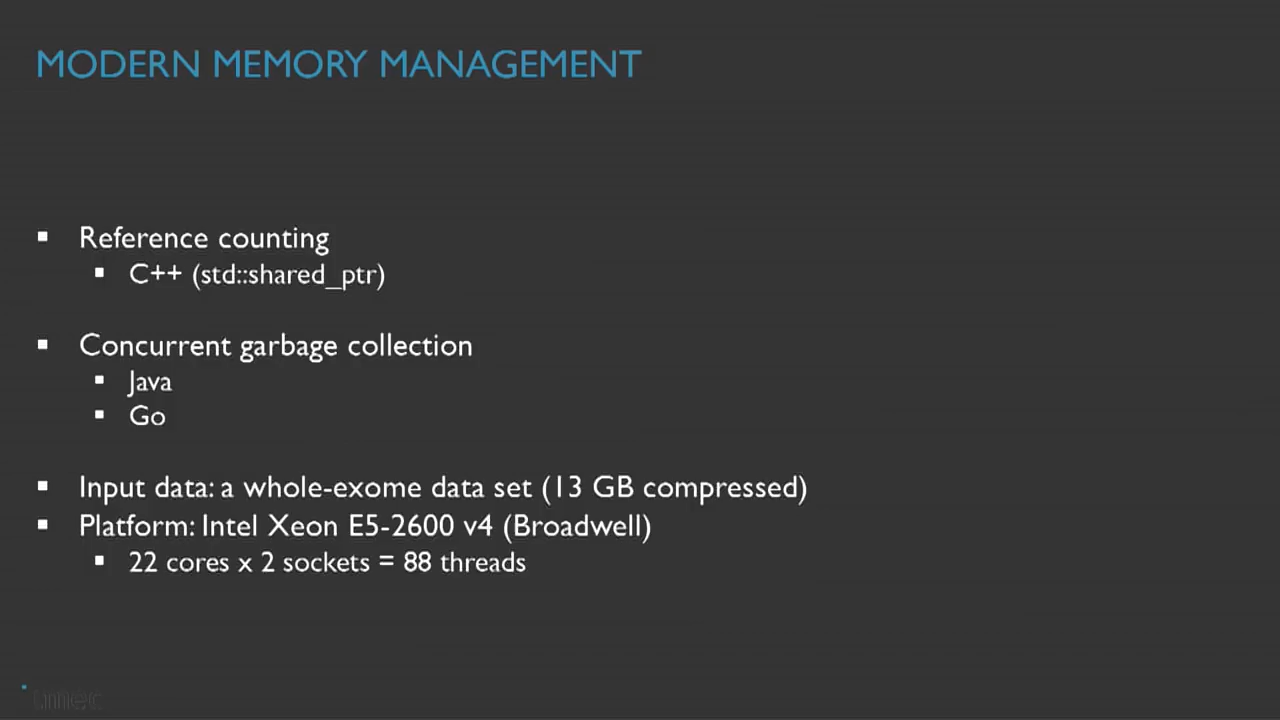 MODERN MEMORY MANAGEMENT
▪ Reference counting
▪ C++ (std::shared_ptr)
▪ Concurrent garbage collection
▪ Java
▪ Go
▪ Input data: a whole-exome data set (13 GB compressed)
▪ Platform: Intel Xeon E5-2600 v4 (Broadwell)
▪ 22 cores x 2 sockets = 88 threads